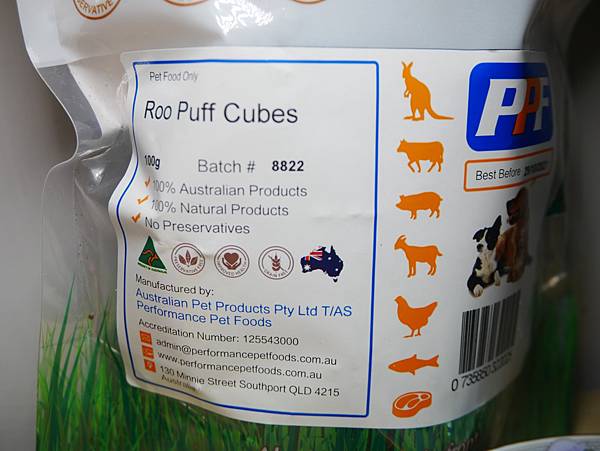 Pet Food Only
Roo Puff Cubes
100g Batch # 8822
100% Australian Products
100% Natural Products
No Preservatives
Manufactured by:
Australian Pet Products Pty Ltd T/AS
Performance Pet Foods
Accreditation Number: 125543000
admin@performancepetfoods.com.au
www.performancepetfoods.com.au
130 Minnie Street Southport QLD 4215
Australia
PPF
Best Before